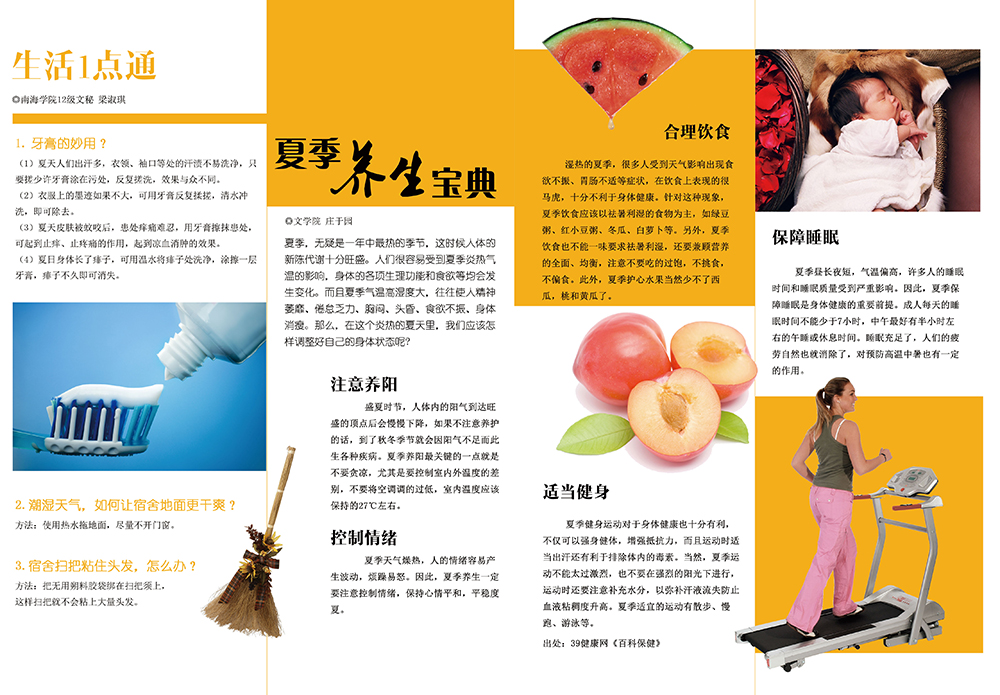 生活1点通
◎南海学院12级文秘 梁淑琪
1. 牙膏的妙用？
（1）夏天人们出汗多，衣领、袖口等处的汗渍不易洗净，只
要搓少许牙膏涂在污处，反复搓洗，效果与众不同。
（2）衣服上的墨迹如果不大，可用牙膏反复揉搓，清水冲
洗，即可除去。
（3）夏天皮肤被蚊咬后，患处痒痛难忍，用牙膏擦抹患处，
可起到止痒、止疼痛的作用，起到凉血消肿的效果。
（4）夏日身体长了痱子，可用温水将痱子处洗净，涂擦一层
牙膏，痱子不久即可消失。
2. 潮湿天气，如何让宿舍地面更干爽？
方法：使用热水拖地面，尽量不开门窗。
3. 宿舍扫把粘住头发，怎么办？
方法：把无用朔料胶袋绑在扫把须上，
这样扫把就不会粘上大量头发。
夏季养生宝典
◎文学院 庄于园
夏季，无疑是一年中最热的季节，这时候人体的
新陈代谢十分旺盛。人们很容易受到夏季炎热气
温的影响，身体的各项生理功能和食欲等均会发
生变化。而且夏季气温高湿度大，往往使人精神
萎靡、倦怠乏力、胸闷、头昏、食欲不振、身体
消瘦。那么，在这个炎热的夏天里，我们应该怎
样调整好自己的身体状态呢？
注意养阳
盛夏时节，人体内的阳气到达旺
盛的顶点后会慢慢下降，如果不注意养护
的话，到了秋冬季节就会因阳气不足而此
生各种疾病。夏季养阳最关键的一点就是
不要贪凉，尤其是要控制室内外温度的差
别，不要将空调调的过低，室内温度应该
保持的27℃左右。
控制情绪
夏季天气燥热，人的情绪容易产
生波动，烦躁易怒。因此，夏季养生一定
要注意控制情绪，保持心情平和，平稳度
夏。
合理饮食
湿热的夏季，很多人受到天气影响出现食
欲不振、胃肠不适等症状，在饮食上表现的很
马虎，十分不利于身体健康。针对这种现象，
夏季饮食应该以祛暑利湿的食物为主，如绿豆
粥、红小豆粥、冬瓜、白萝卜等。另外，夏季
饮食也不能一味要求祛暑利湿，还要兼顾营养
的全面、均衡，注意不要吃的过饱，不挑食，
不偏食。此外，夏季护心水果当然少不了西
瓜，桃和黄瓜了。
适当健身
夏季健身运动对于身体健康也十分有利，
不仅可以强身健体，增强抵抗力，而且运动时适
当出汗还有利于排除体内的毒素。当然，夏季运
动不能太过激烈，也不要在强烈的阳光下进行，
运动时还要注意补充水分，以弥补汗液流失防止
血液粘稠度升高。夏季适宜的运动有散步、慢
跑、游泳等。
出处：39健康网《百科保健》
保障睡眠
夏季昼长夜短，气温偏高，许多人的睡眠
时间和睡眠质量受到严重影响。因此，夏季保
障睡眠是身体健康的重要前提。成人每天的睡
眠时间不能少于7小时，中午最好有半小时左
右的午睡或休息时间。睡眠充足了，人们的疲
劳自然也就消除了，对预防高温中暑也有一定
的作用。